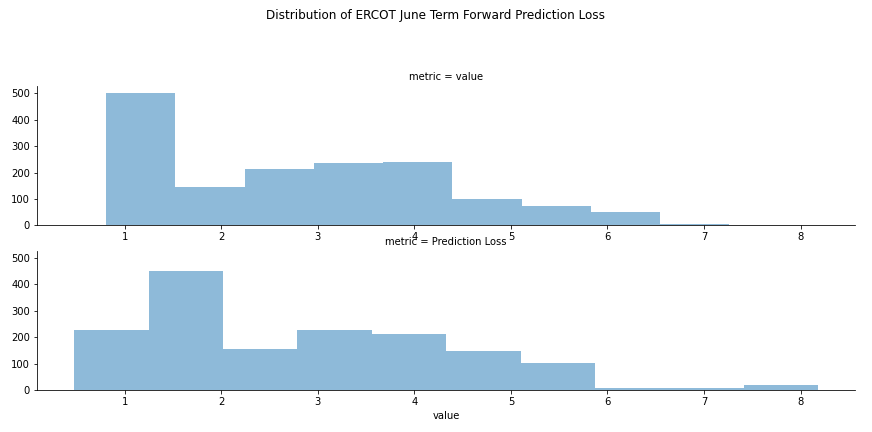 Distribution of ERCOT June Term Forward Prediction Loss
metric = value
500
400
300
200
100
0
1 2 3 4 5 6 7 8
metric = Prediction Loss
500
400
300
200
100
0
1 2 3 4 5 6 7 8
value